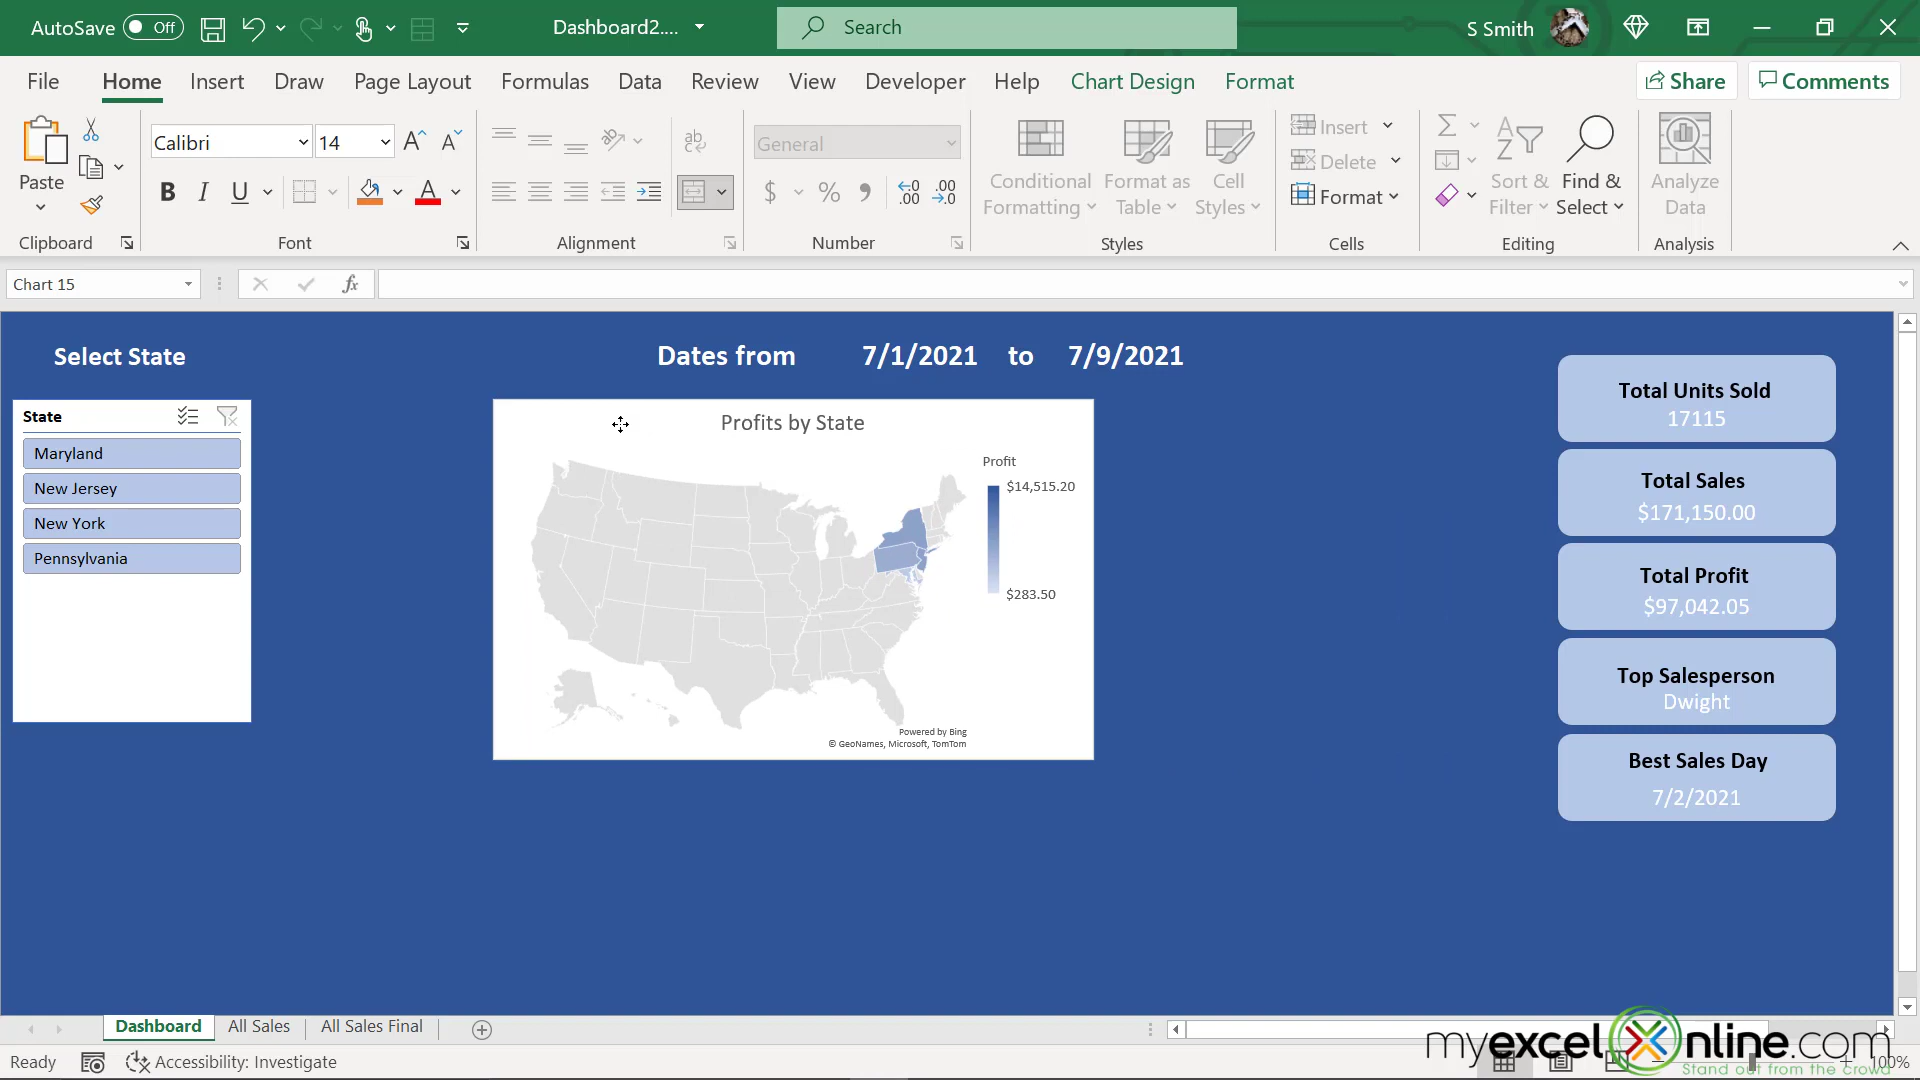 AutoSave Off Dashboard2.... Search S Smith
File Home Insert Draw Page Layout Formulas Data Review View Developer Help Chart Design Format Share Comments
Calibri 14 General Insert Delete Format
Paste
Conditional Formatting Format as Table Cell Styles Sort & Filter Find & Select Analyze Data
Clipboard Font Alignment Number Styles Cells Editing Analysis
Chart 15
Select State
Dates from 7/1/2021 to 7/9/2021
State
Maryland
New Jersey
New York
Pennsylvania
Profits by State
Profit
$14,515.20
$283.50
Powered by Bing
© GeoNames, Microsoft, TomTom
Total Units Sold
17115
Total Sales
$171,150.00
Total Profit
$97,042.05
Top Salesperson
Dwight
Best Sales Day
7/2/2021
Dashboard All Sales All Sales Final
Ready Accessibility: Investigate 100%
myexcelonline.com
Stand out from the crowd